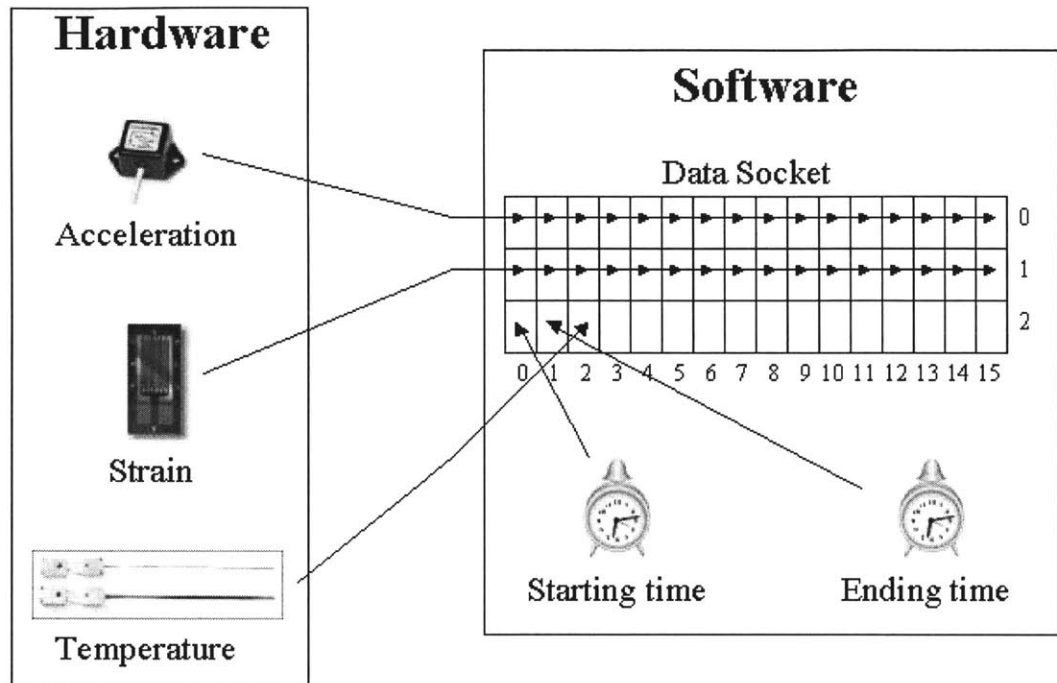 Hardware
Acceleration
Strain
Temperature
Software
Data Socket
0
1
2
0 1 2 3 4 5 6 7 8 9 10 11 12 13 14 15
Starting time
Ending time